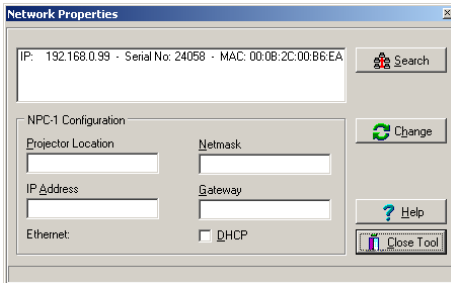 Network Properties
IP: 192.168.0.99 - Serial No: 24058 - MAC: 00:0B:2C:00:B6:EA
Search
NPC-1 Configuration
Projector Location
Netmask
Change
IP Address
Gateway
Help
Ethernet:
DHCP
Close Tool